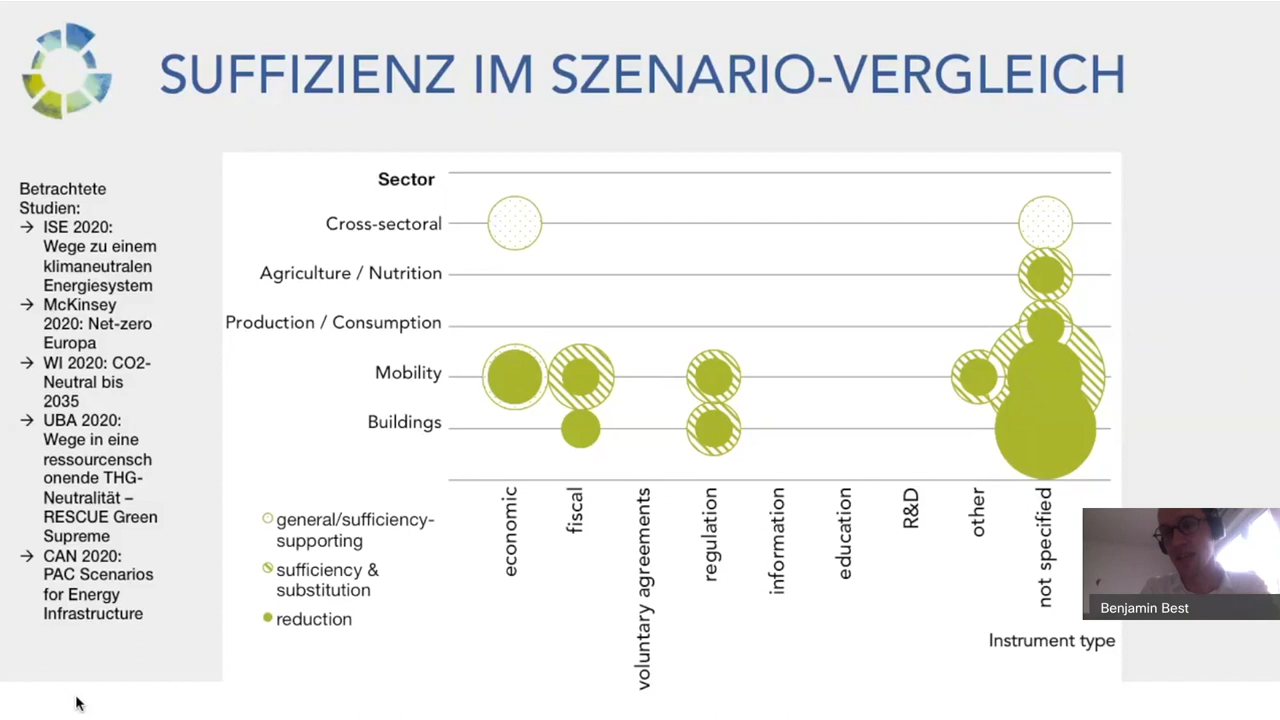 SUFFIZIENZ IM SZENARIO-VERGLEICH
Betrachtete
Studien:
→ ISE 2020:
Wege zu einem
klimaneutralen
Energiesystem
→ McKinsey
2020: Net-zero
Europa
→ WI 2020: CO2-
Neutral bis
2035
→ UBA 2020:
Wege in eine
ressourcensch
onende THG-
Neutralität –
RESCUE Green
Supreme
→ CAN 2020:
PAC Scenarios
for Energy
Infrastructure
Sector
Cross-sectoral
Agriculture / Nutrition
Production / Consumption
Mobility
Buildings
economic
fiscal
voluntary agreements
regulation
information
education
R&D
other
not specified
Instrument type
general/sufficiency-
supporting
sufficiency &
substitution
reduction
Benjamin Best